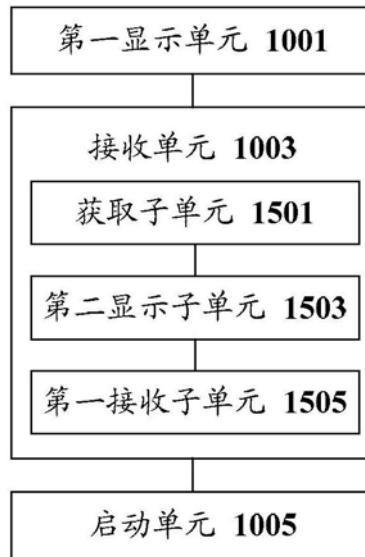 第一显示单元 1001
接收单元 1003
获取子单元 1501
第二显示子单元 1503
第一接收子单元 1505
启动单元 1005